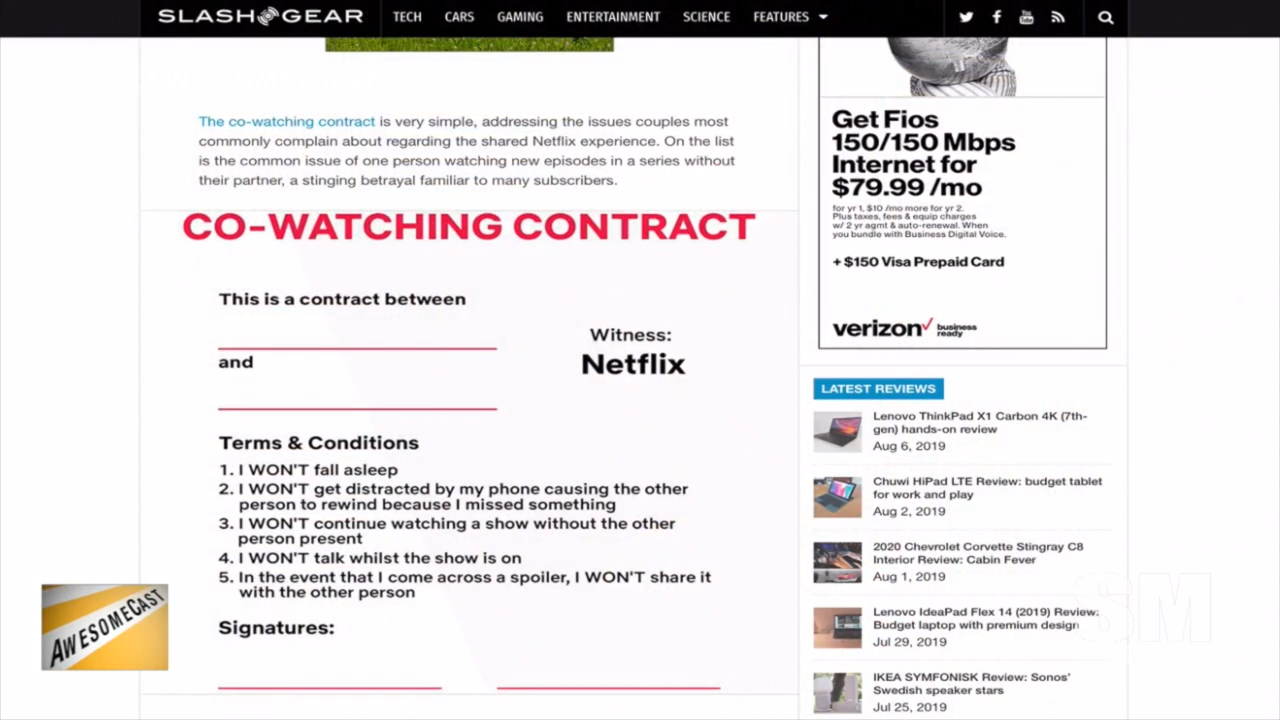 SLASHGEAR
TECH
CARS
GAMING
ENTERTAINMENT
SCIENCE
FEATURES
The co-watching contract is very simple, addressing the issues couples most
commonly complain about regarding the shared Netflix experience. On the list
is the common issue of one person watching new episodes in a series without
their partner, a stinging betrayal familiar to many subscribers.
CO-WATCHING CONTRACT
This is a contract between
and
Witness:
Netflix
Terms & Conditions
1. I WON'T fall asleep
2. I WON'T get distracted by my phone causing the other
person to rewind because I missed something
3. I WON'T continue watching a show without the other
person present
4. I WON'T talk whilst the show is on
5. In the event that I come across a spoiler, I WON'T share it
with the other person
Signatures:
Get Fios
150/150 Mbps
Internet for
$79.99 /mo
for yr 1, $10 /mo more for yr 2.
Plus taxes, fees & equip charges
w/ 2 yr agmt & auto-renewal. When
you bundle with Business Digital Voice.
+ $150 Visa Prepaid Card
verizon business
ready
LATEST REVIEWS
Lenovo ThinkPad X1 Carbon 4K (7th-
gen) hands-on review
Aug 6, 2019
Chuwi HiPad LTE Review: budget tablet
for work and play
Aug 2, 2019
2020 Chevrolet Corvette Stingray C8
Interior Review: Cabin Fever
Aug 1, 2019
Lenovo IdeaPad Flex 14 (2019) Review:
Budget laptop with premium design
Jul 29, 2019
IKEA SYMFONISK Review: Sonos'
Swedish speaker stars
Jul 25, 2019
AWESOMECAST
SM